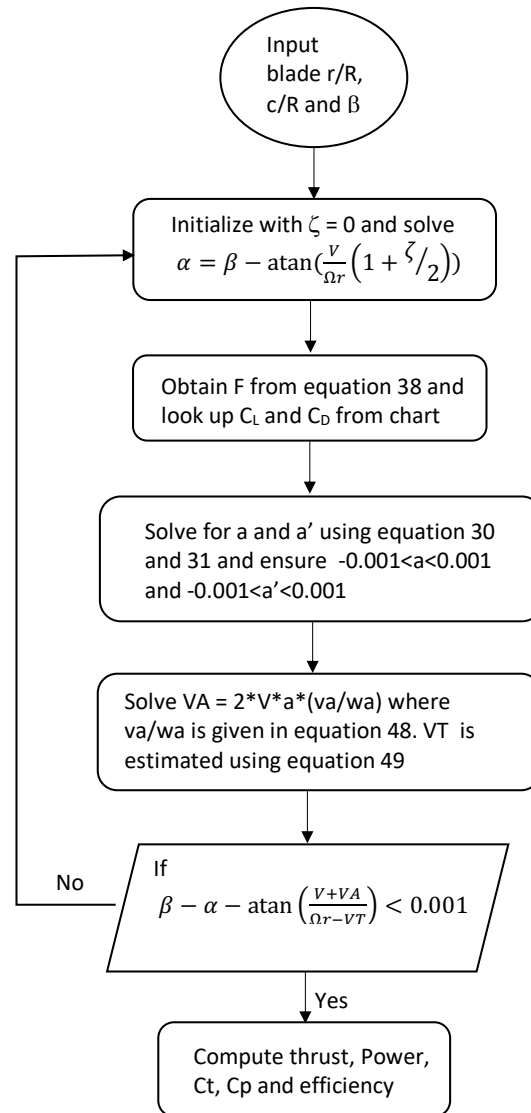 Input
blade r/R,
c/R and β
Initialize with ζ = 0 and solve
α = β − atan(V/Ωr (1 + ζ/2))
Obtain F from equation 38 and
look up CL and CD from chart
Solve for a and a’ using equation 30
and 31 and ensure -0.001<a<0.001
and -0.001<a’<0.001
Solve VA = 2*V*a*(va/wa) where
va/wa is given in equation 48. VT is
estimated using equation 49
If
No
β − α − atan (V+VA/Ωr−VT) < 0.001
Yes
Compute thrust, Power,
Ct, Cp and efficiency